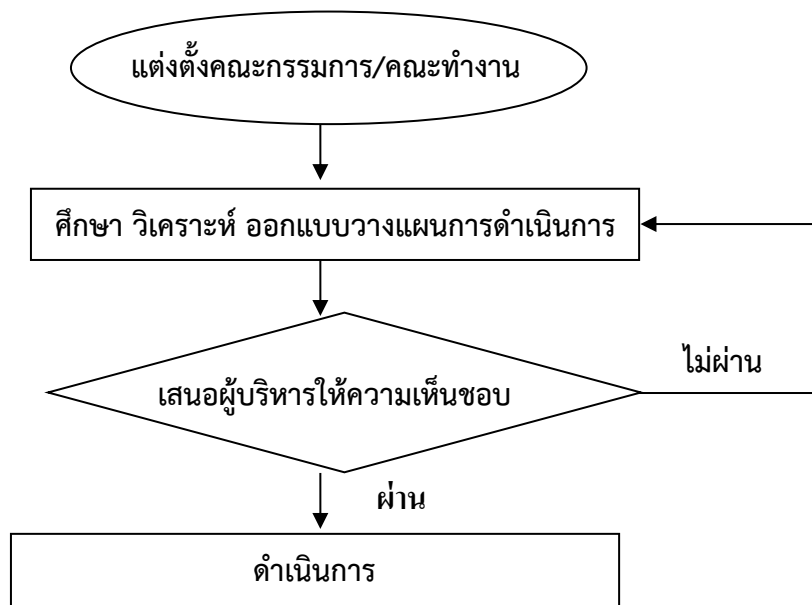 แต่งตั้งคณะกรรมการ/คณะทำงาน
ศึกษา วิเคราะห์ ออกแบบวางแผนการดำเนินการ
ไม่ผ่าน
เสนอผู้บริหารให้ความเห็นชอบ
ผ่าน
ดำเนินการ